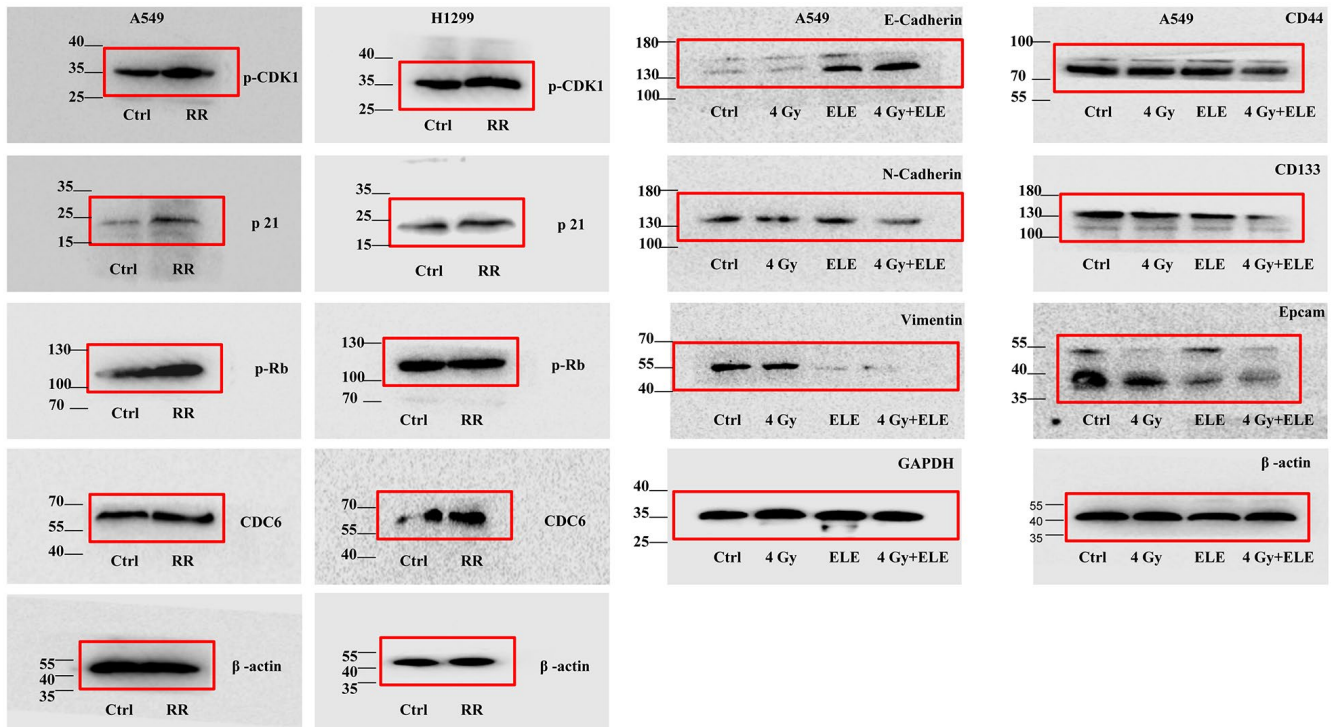 A549
40
35
25
p-CDK1
Ctrl RR
35
25
15
p 21
130
100
70
p-Rb
Ctrl RR
70
55
40
CDC6
Ctrl RR
55
40
35
β -actin
Ctrl RR
H1299
40
35
25
p-CDK1
Ctrl RR
35
25
15
p 21
Ctrl RR
130
100
70
p-Rb
Ctrl RR
70
55
40
CDC6
Ctrl RR
55
40
35
β -actin
Ctrl RR
A549 E-Cadherin
180
130
100
Ctrl 4 Gy ELE 4 Gy+ELE
N-Cadherin
180
130
100
Ctrl 4 Gy ELE 4 Gy+ELE
Vimentin
70
55
40
Ctrl 4 Gy ELE 4 Gy+ELE
GAPDH
40
35
25
Ctrl 4 Gy ELE 4 Gy+ELE
A549 CD44
100
70
55
Ctrl 4 Gy ELE 4 Gy+ELE
CD133
180
130
100
Ctrl 4 Gy ELE 4 Gy+ELE
Epcam
55
40
35
Ctrl 4 Gy ELE 4 Gy+ELE
β -actin
55
40
35
Ctrl 4 Gy ELE 4 Gy+ELE